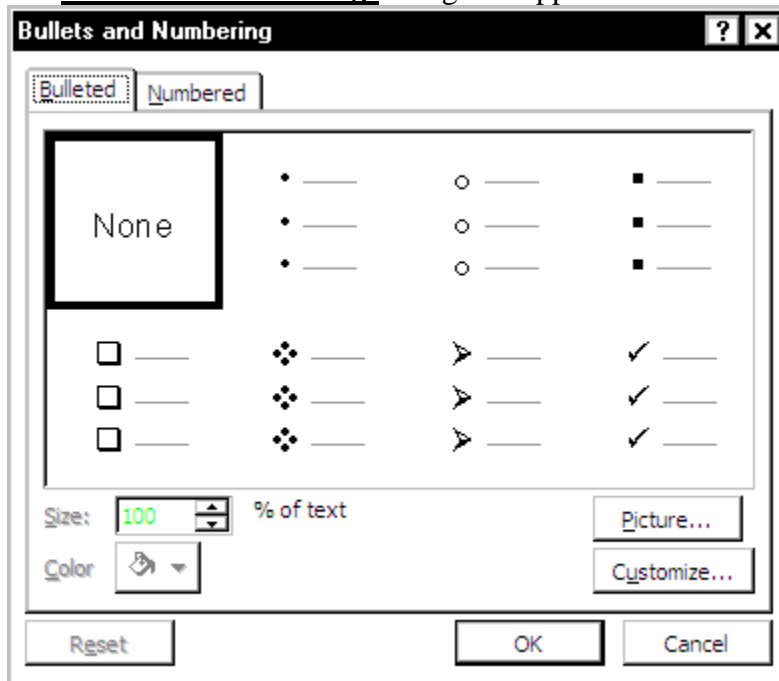 Bullets and Numbering
Bulleted Numbered
None
Size: 100 % of text
Picture...
Color
Customize...
Reset OK Cancel